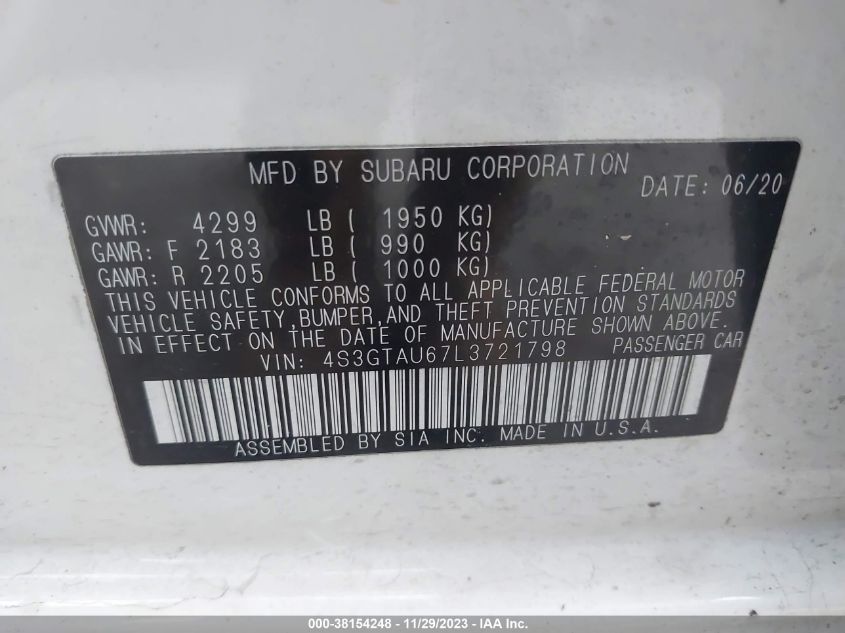 MFD BY SUBARU CORPORATION
DATE: 06/20
GVWR: 4299 LB ( 1950 KG)
GAWR: F 2183 LB ( 990 KG)
GAWR: R 2205 LB ( 1000 KG)
THIS VEHICLE CONFORMS TO ALL APPLICABLE FEDERAL MOTOR
VEHICLE SAFETY,BUMPER,AND THEFT PREVENTION STANDARDS
IN EFFECT ON THE DATE OF MANUFACTURE SHOWN ABOVE.
VIN: 4S3GTAU67L3721798 PASSENGER CAR
ASSEMBLED BY SIA INC. MADE IN U.S.A.
000-38154248 - 11/29/2023 - IAA Inc.